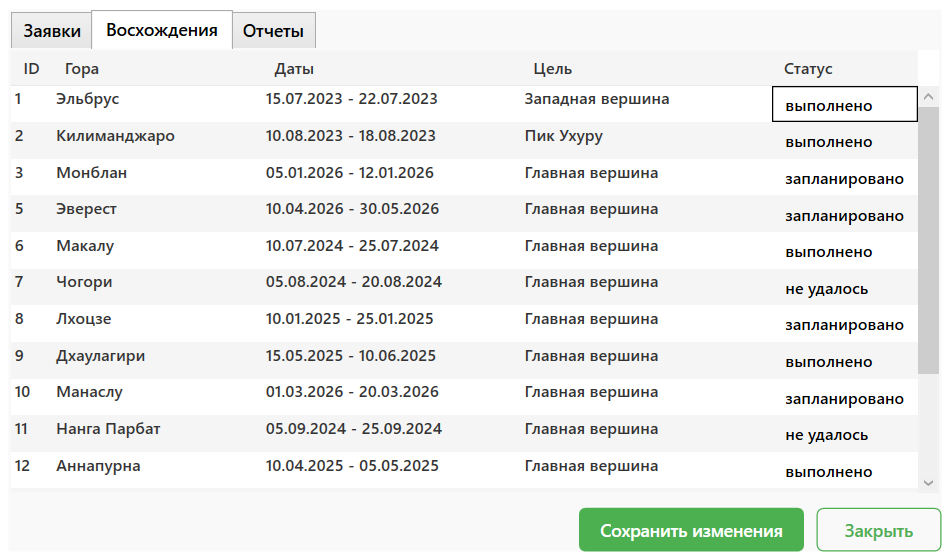 Заявки Восхождения Отчеты
ID Гора Даты Цель Статус
1 Эльбрус 15.07.2023 - 22.07.2023 Западная вершина выполнено
2 Килиманджаро 10.08.2023 - 18.08.2023 Пик Ухуру выполнено
3 Монблан 05.01.2026 - 12.01.2026 Главная вершина запланировано
5 Эверест 10.04.2026 - 30.05.2026 Главная вершина запланировано
6 Макалу 10.07.2024 - 25.07.2024 Главная вершина выполнено
7 Чогори 05.08.2024 - 20.08.2024 Главная вершина не удалось
8 Лхоцзе 10.01.2025 - 25.01.2025 Главная вершина запланировано
9 Дхаулагири 15.05.2025 - 10.06.2025 Главная вершина выполнено
10 Манаслу 01.03.2026 - 20.03.2026 Главная вершина запланировано
11 Нанга Парбат 05.09.2024 - 25.09.2024 Главная вершина не удалось
12 Аннапурна 10.04.2025 - 05.05.2025 Главная вершина выполнено
Сохранить изменения Закрыть